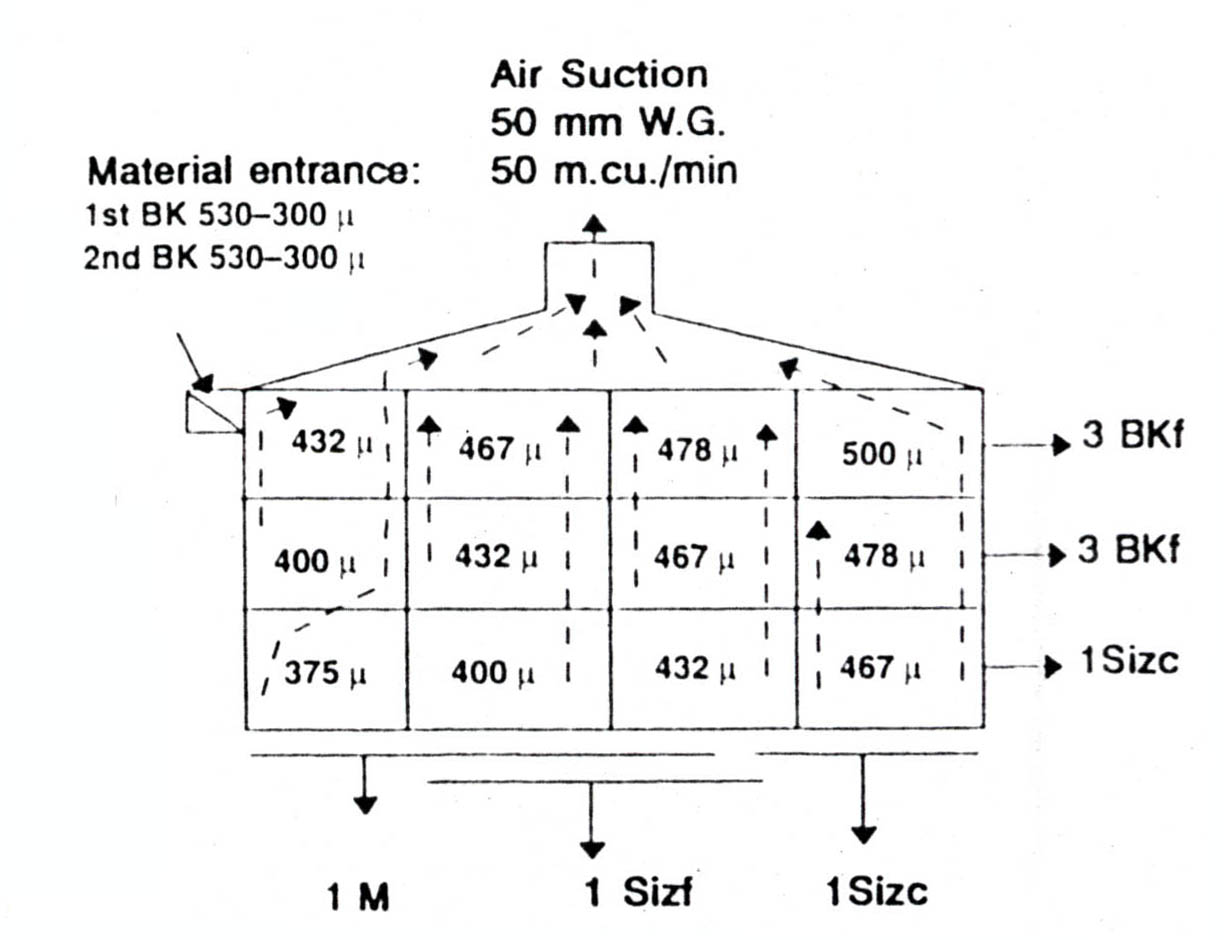 Air Suction
50 mm W.G.
50 m.cu./min
Material entrance:
1st BK 530–300 μ
2nd BK 530–300 μ
432 μ
467 μ
478 μ
500 μ
3 BKf
400 μ
432 μ
467 μ
478 μ
3 BKf
375 μ
400 μ
432 μ
467 μ
1Sizc
1 M
1 Sizf
1Sizc